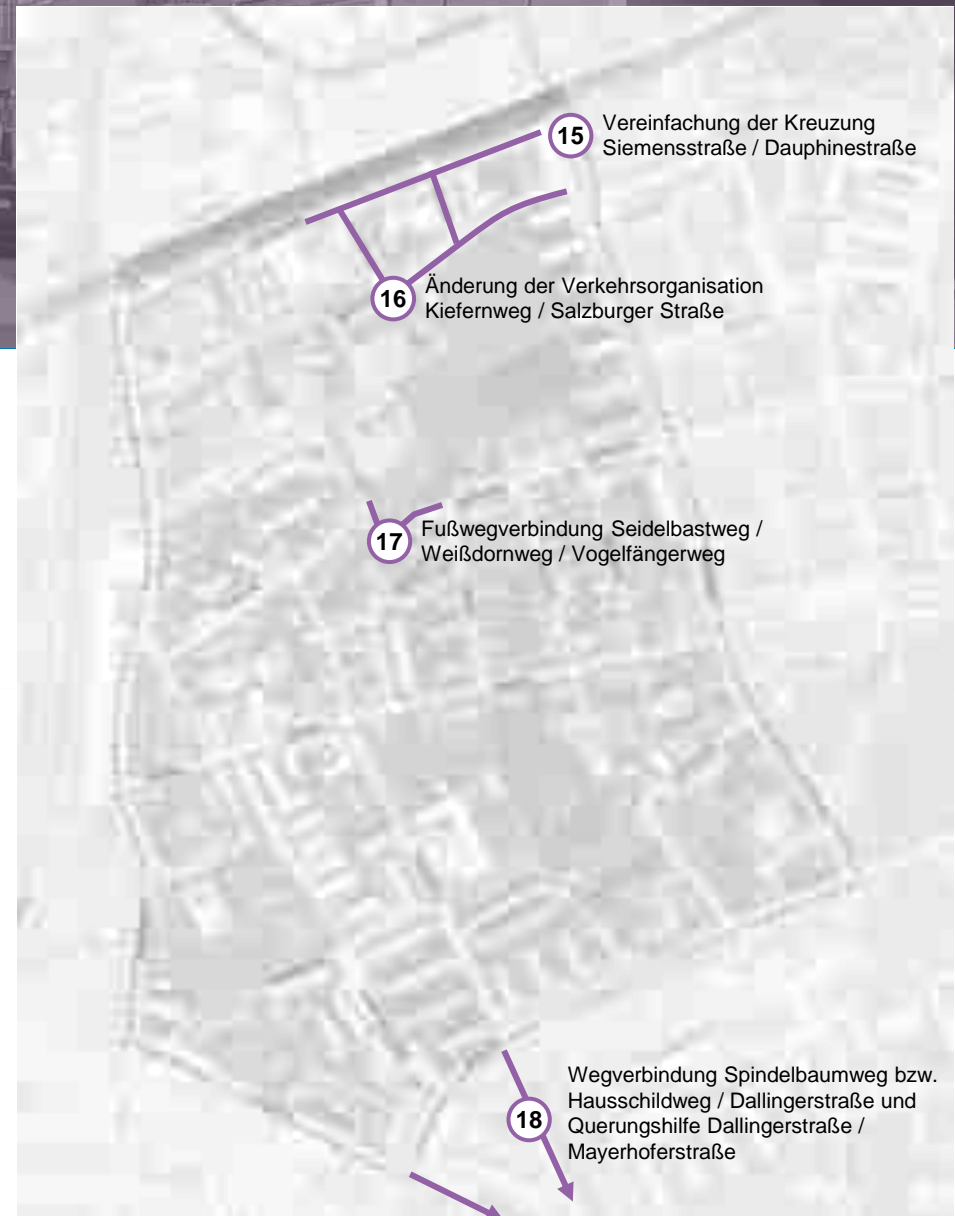 15
Vereinfachung der Kreuzung
Siemensstraße / Dauphinestraße
16
Änderung der Verkehrsorganisation
Kiefernweg / Salzburger Straße
17
Fußwegverbindung Seidelbastweg /
Weißdornweg / Vogelfängerweg
18
Wegverbindung Spindelbaumweg bzw.
Hausschildweg / Dallingerstraße und
Querungshilfe Dallingerstraße /
Mayerhoferstraße